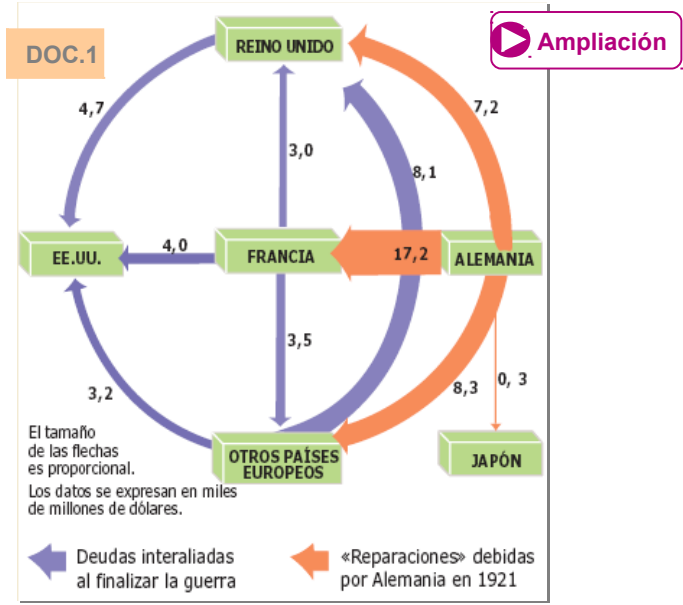 DOC.1
REINO UNIDO
Ampliación
4,7
7,2
3,0
8,1
EE.UU.
4,0
FRANCIA
17,2
ALEMANIA
3,5
3,2
8,3
0, 3
El tamaño
de las flechas
es proporcional.
Los datos se expresan en miles
de millones de dólares.
OTROS PAÍSES
EUROPEOS
JAPÓN
Deudas interaliadas
al finalizar la guerra
«Reparaciones» debidas
por Alemania en 1921